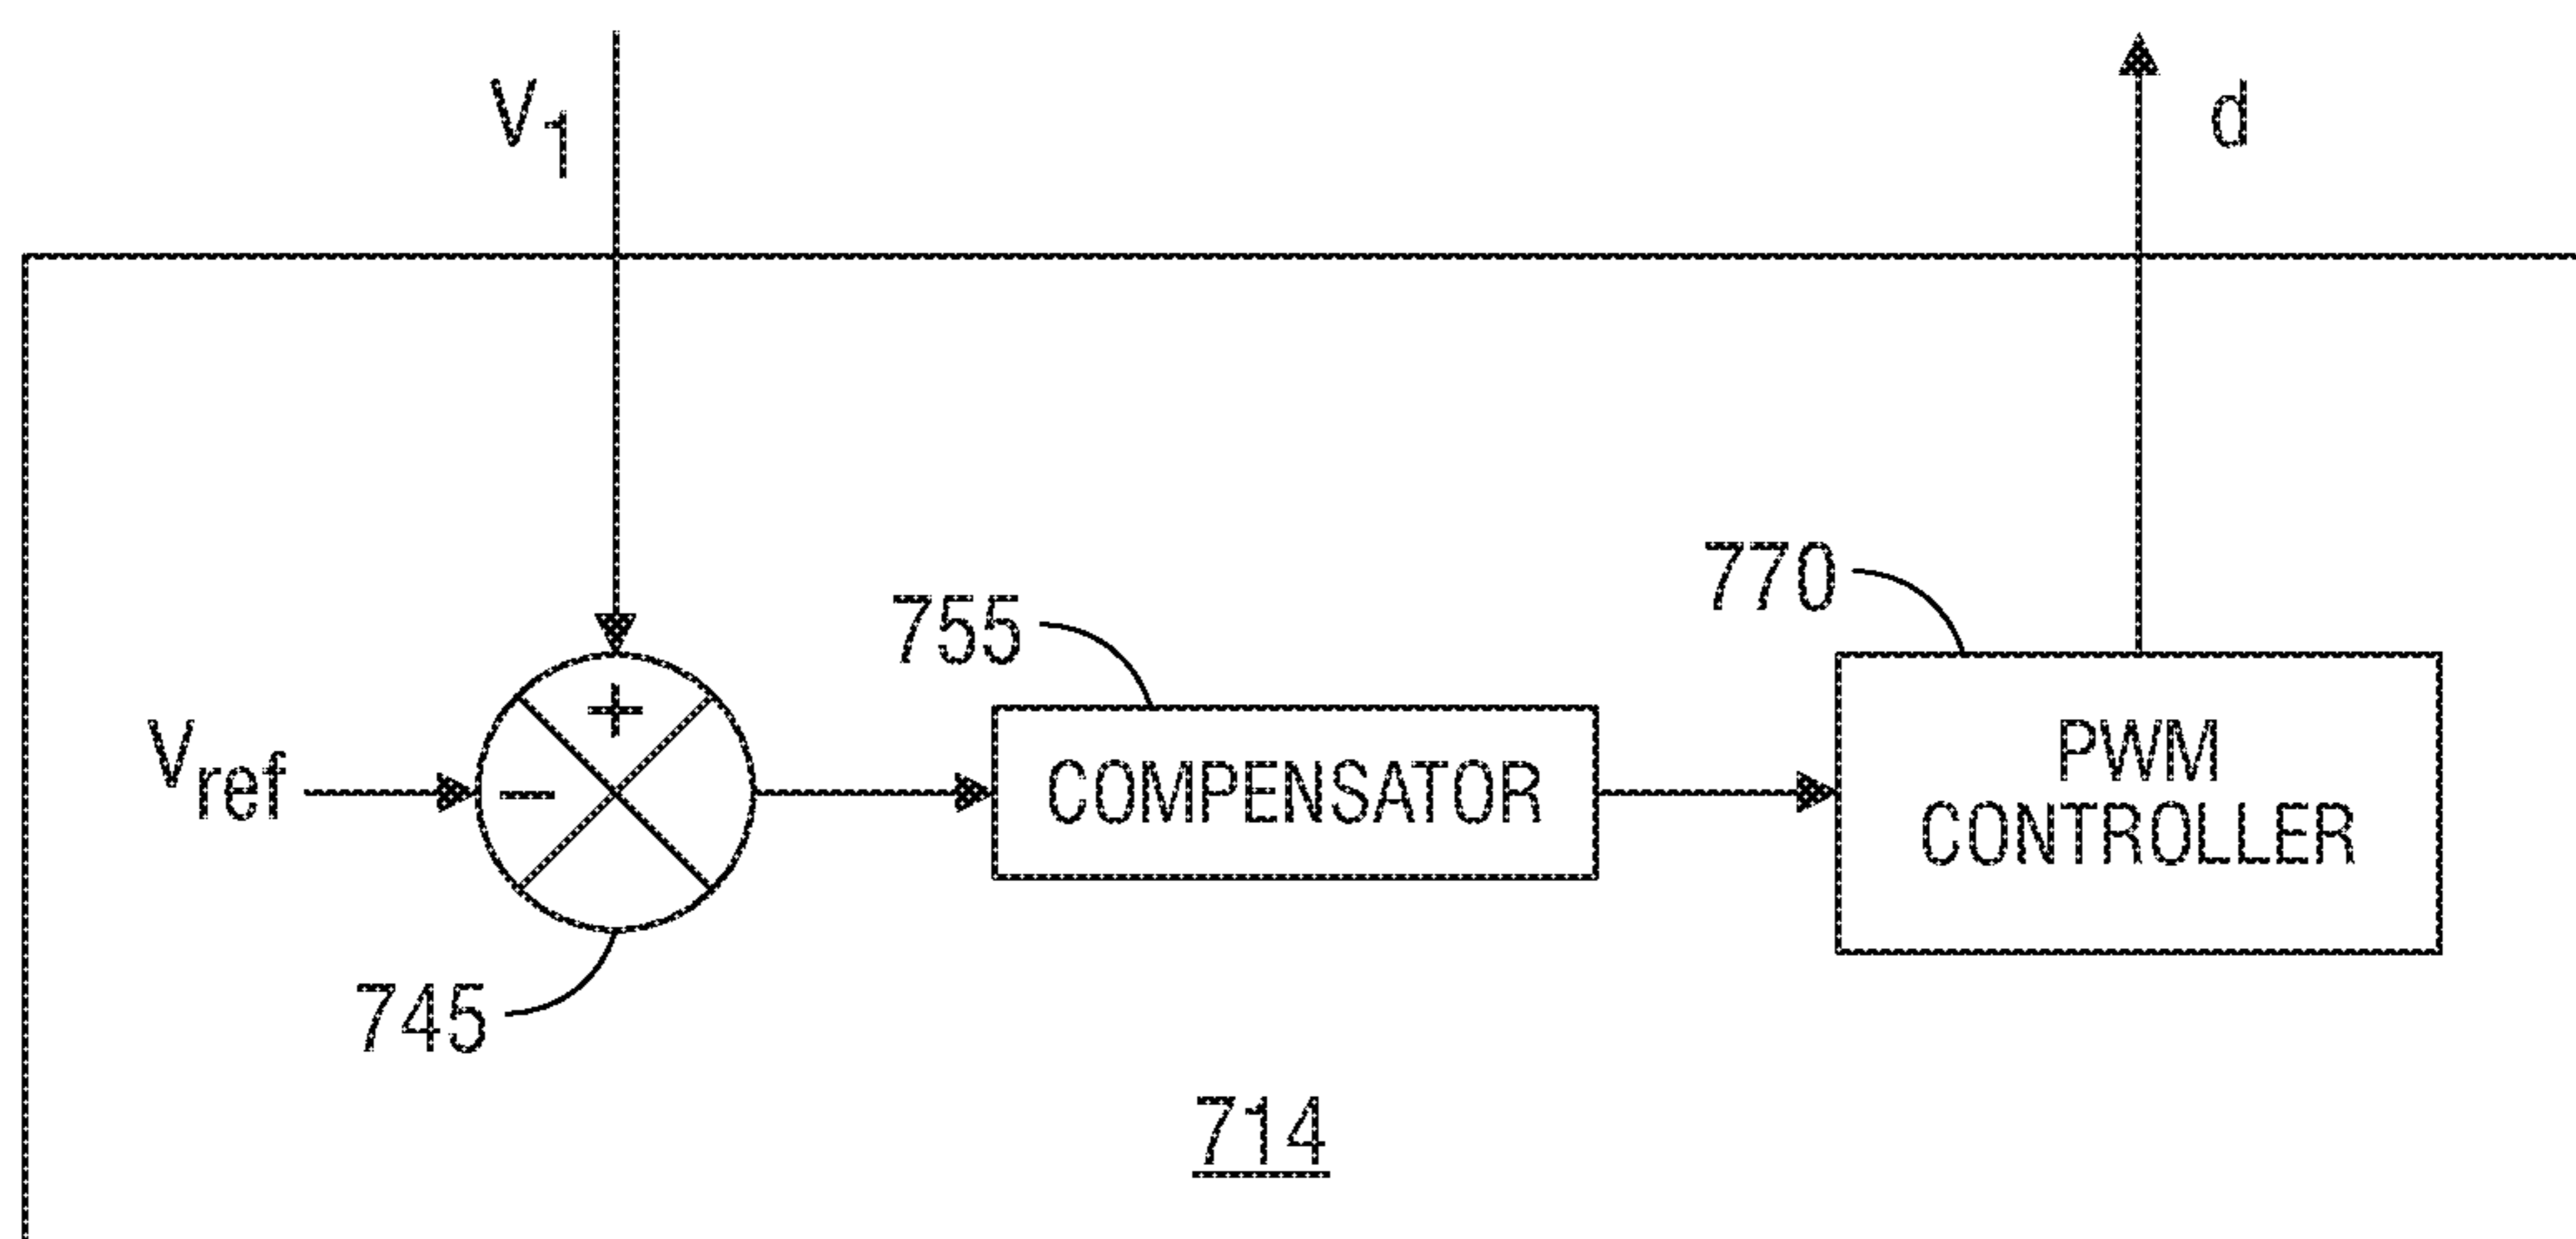 V1
d
770
755
+
Vref
−
COMPENSATOR
PWM
CONTROLLER
745
714